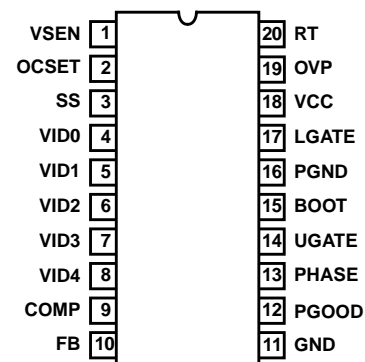 VSEN 1 20 RT
OCSET 2 19 OVP
SS 3 18 VCC
VID0 4 17 LGATE
VID1 5 16 PGND
VID2 6 15 BOOT
VID3 7 14 UGATE
VID4 8 13 PHASE
COMP 9 12 PGOOD
FB 10 11 GND